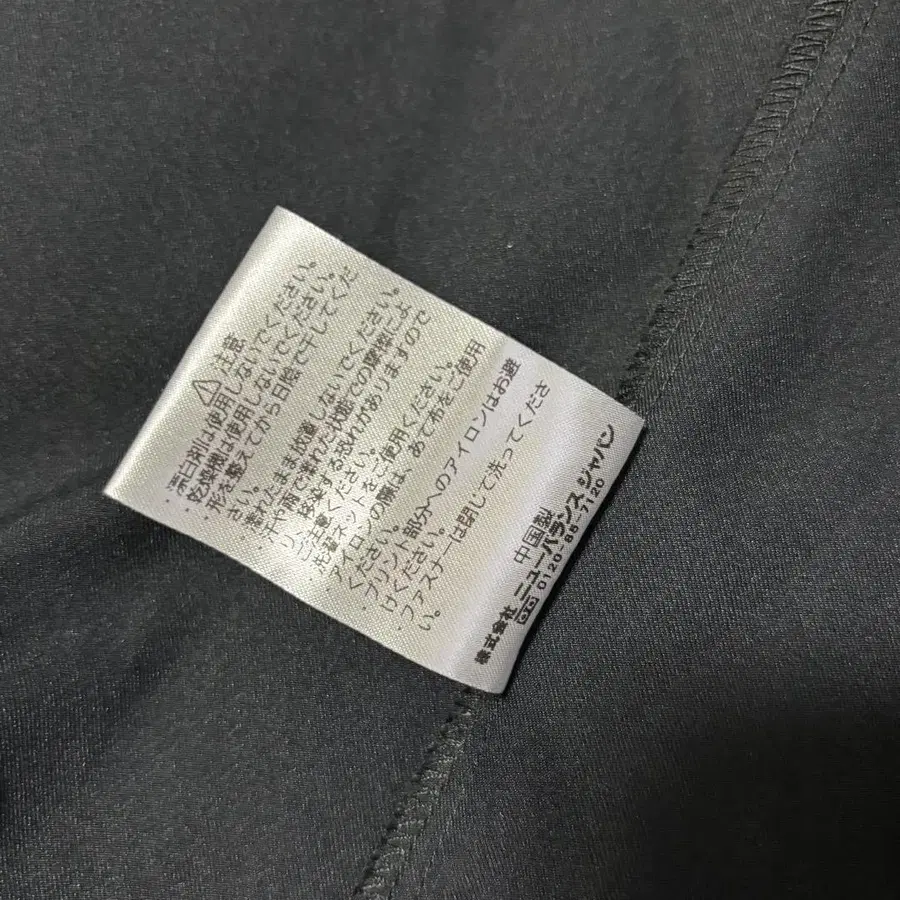 ⚠ 注意
・漂白剤は使用しないでください。
・乾燥機は使用しないでください。
・形を整えてから日陰で干してくだ
さい。
・濡れたまま放置しないでください。
・汗や雨で濡れた状態での摩擦によ
り、移染する恐れがありますので
ご注意ください。
・洗濯ネットをご使用ください。
・アイロンの際は、あて布をご使用
ください。
・プリント部分へのアイロンはお避
けください。
・ファスナーは閉じて洗ってくださ
い。
中国製
株式会社 ニューバランス ジャパン
0120-85-7120